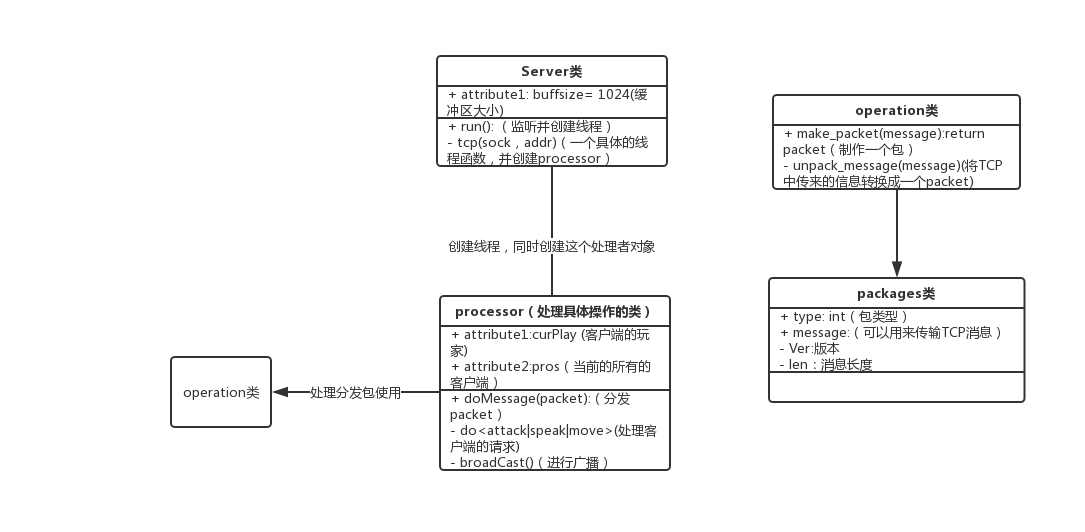 Server类
+ attribute1: buffsize= 1024(缓
冲区大小)
+ run():（监听并创建线程）
- tcp(sock，addr)（一个具体的线
程函数，并创建processor）
创建线程，同时创建这个处理者对象
processor（处理具体操作的类）
+ attribute1:curPlay (客户端的玩
家)
+ attribute2:pros（当前的所有的
客户端）
+ doMessage(packet):（分发
packet）
- do<attack|speak|move>(处理客
户端的请求)
- broadCast()（进行广播）
处理分发包使用
operation类
operation类
+ make_packet(message):return
packet（制作一个包）
- unpack_message(message)(将TCP
中传来的信息转换成一个packet)
packages类
+ type: int（包类型）
+ message:（可以用来传输TCP消息）
- Ver:版本
- len：消息长度